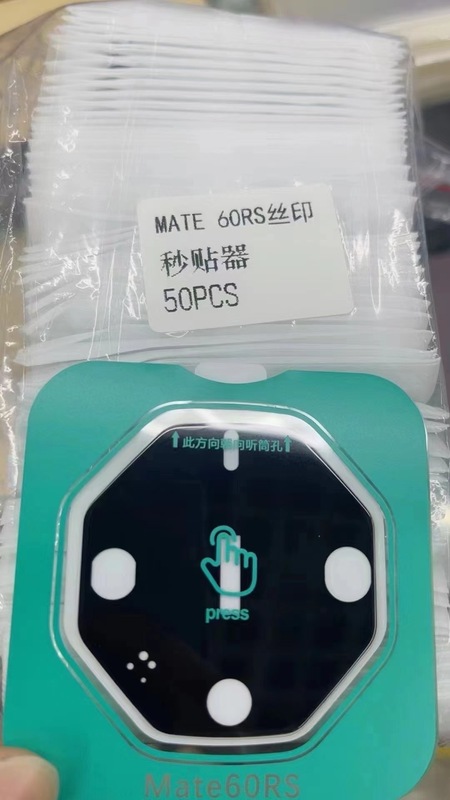 MATE 60RS丝印
秒贴器
50PCS
此方向朝向听筒孔
press
Mate60RS